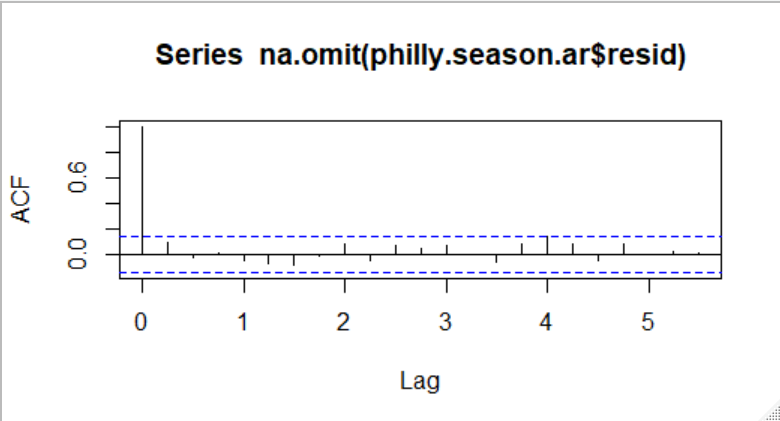 Series  na.omit(philly.season.ar$resid)
ACF
0.6
0.0
0 1 2 3 4 5
Lag